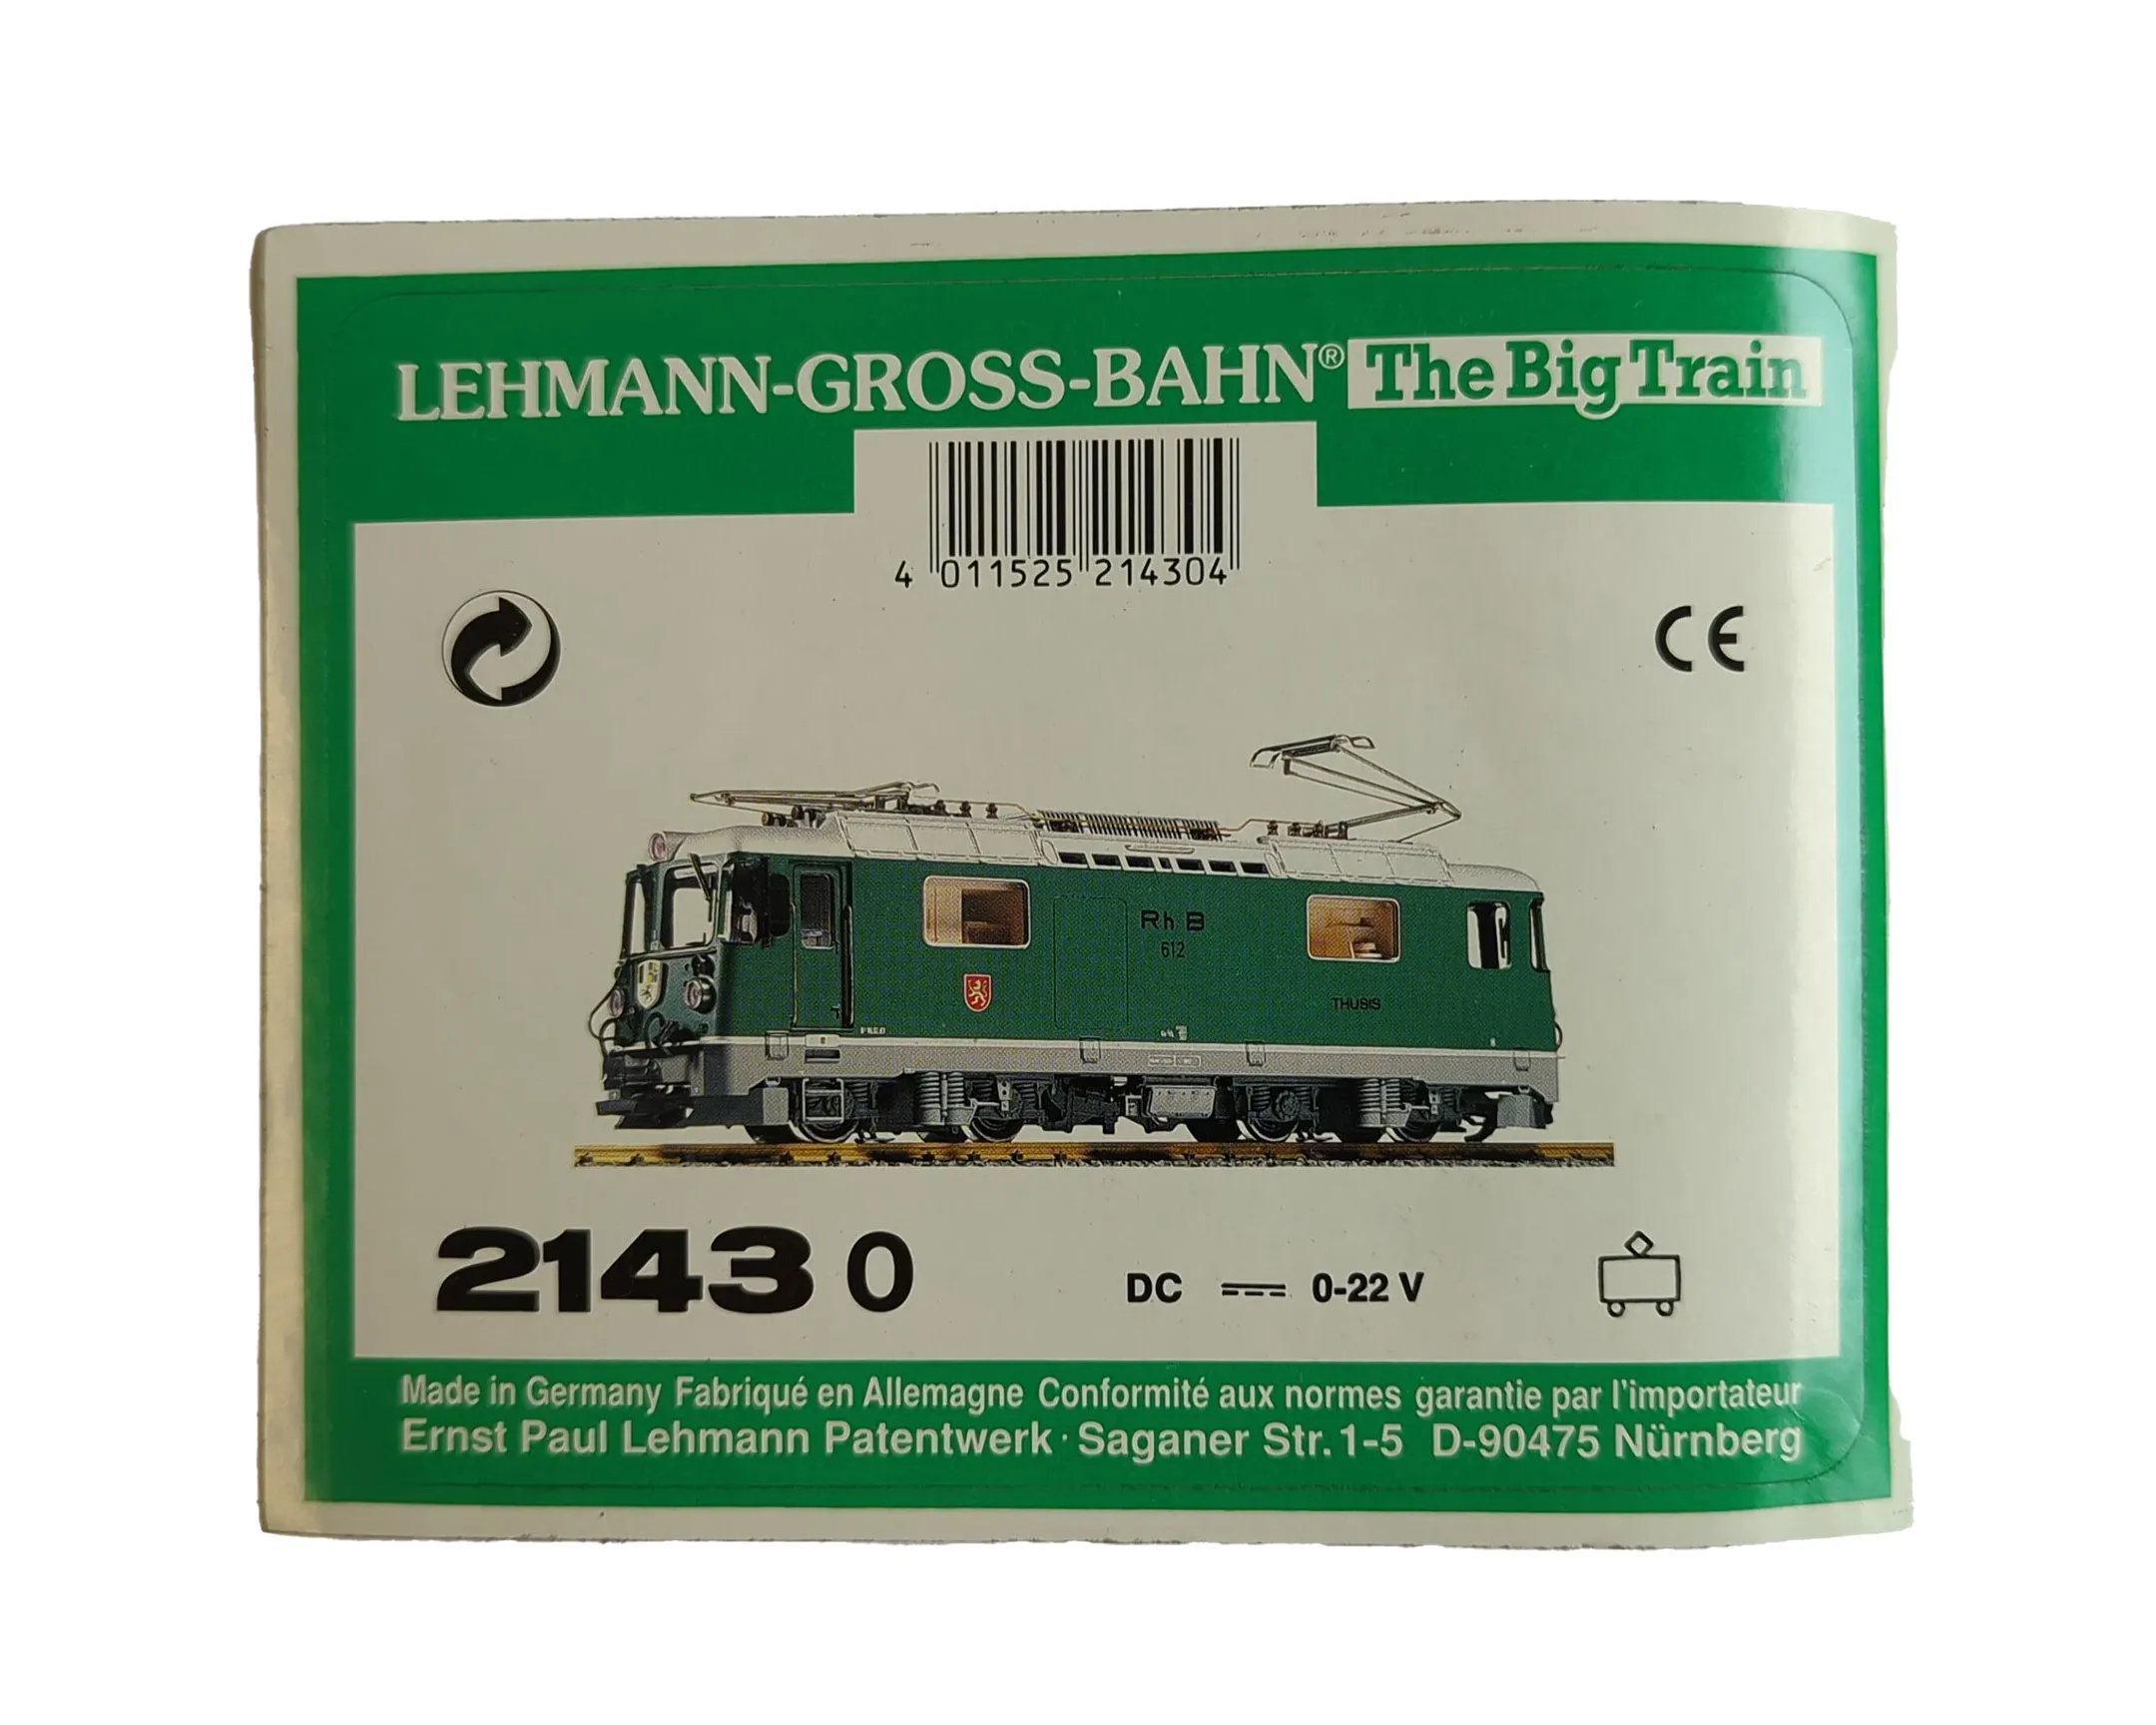 LEHMANN-GROSS-BAHN® The Big Train
4 011525 214304
CE
Rh B
612
THUSIS
2143 0
DC 0-22 V
Made in Germany Fabriqué en Allemagne Conformité aux normes garantie par l'importateur
Ernst Paul Lehmann Patentwerk · Saganer Str. 1-5 D-90475 Nürnberg